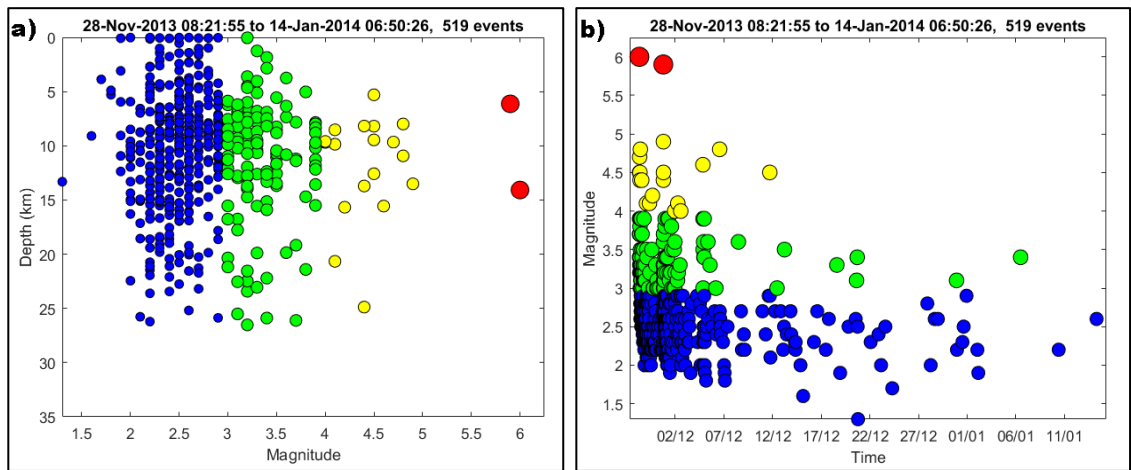 a)
28-Nov-2013 08:21:55 to 14-Jan-2014 06:50:26, 519 events
0
5
10
15
20
25
30
35
Depth (km)
1.5 2 2.5 3 3.5 4 4.5 5 5.5 6
Magnitude
b)
28-Nov-2013 08:21:55 to 14-Jan-2014 06:50:26, 519 events
6
5.5
5
4.5
4
3.5
3
2.5
2
1.5
Magnitude
02/12 07/12 12/12 17/12 22/12 27/12 01/01 06/01 11/01
Time